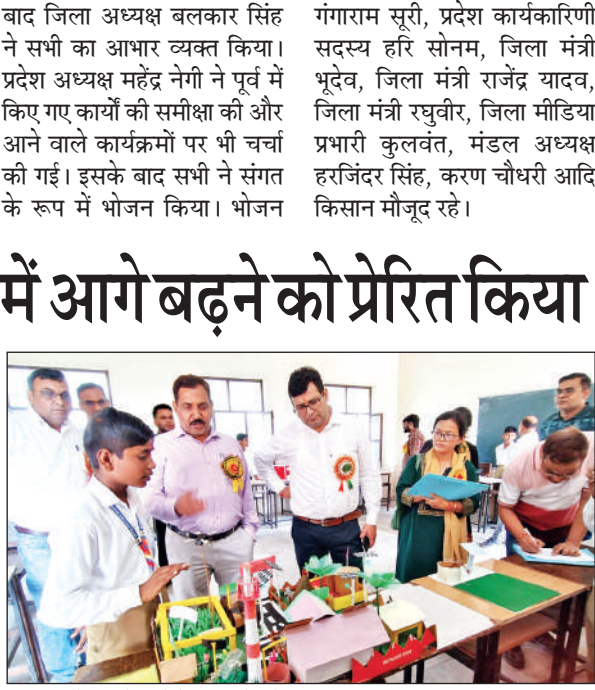 बाद जिला अध्यक्ष बलकार सिंह
ने सभी का आभार व्यक्त किया।
प्रदेश अध्यक्ष महेंद्र नेगी ने पूर्व में
किए गए कार्यों की समीक्षा की और
आने वाले कार्यक्रमों पर भी चर्चा
की गई। इसके बाद सभी ने संगत
के रूप में भोजन किया। भोजन
गंगाराम सूरी, प्रदेश कार्यकारिणी
सदस्य हरि सोनम, जिला मंत्री
भूदेव, जिला मंत्री राजेंद्र यादव,
जिला मंत्री रघुवीर, जिला मीडिया
प्रभारी कुलवंत, मंडल अध्यक्ष
हरजिंदर सिंह, करण चौधरी आदि
किसान मौजूद रहे।
में आगे बढ़ने को प्रेरित किया